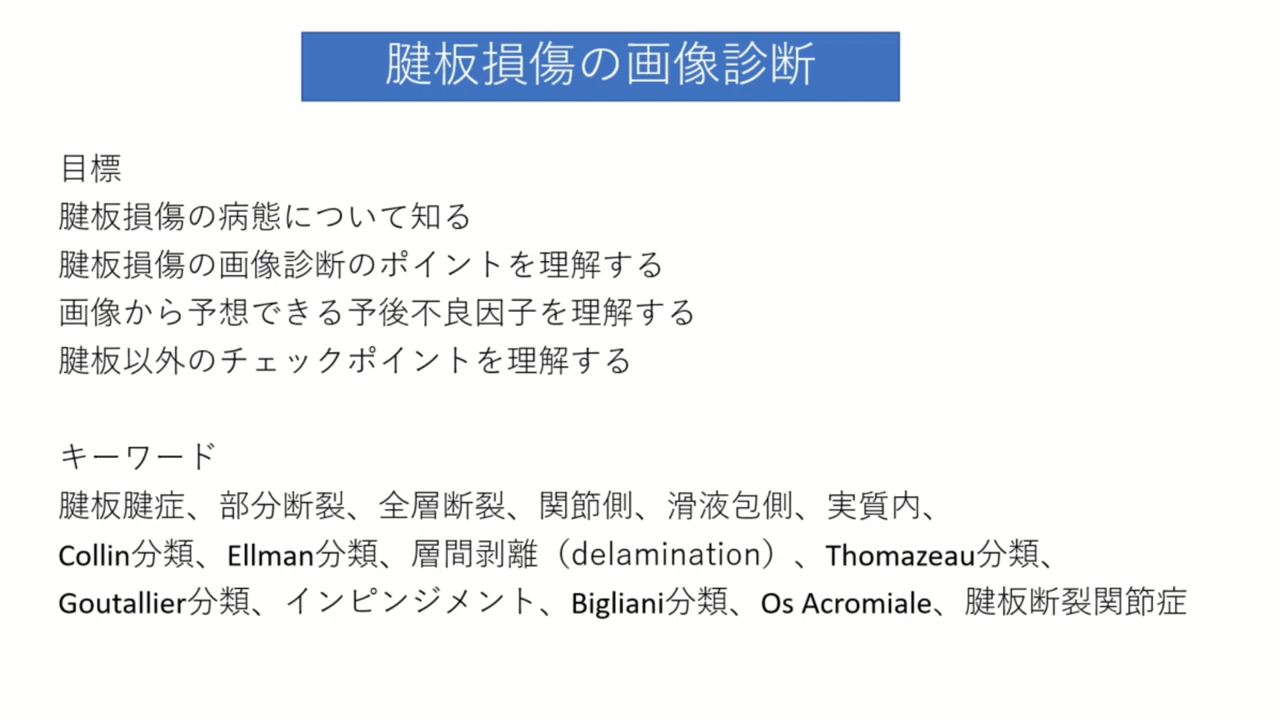 腱板損傷の画像診断
目標
腱板損傷の病態について知る
腱板損傷の画像診断のポイントを理解する
画像から予想できる予後不良因子を理解する
腱板以外のチェックポイントを理解する
キーワード
腱板腱症、部分断裂、全層断裂、関節側、滑液包側、実質内、
Collin分類、Ellman分類、層間剥離（delamination）、Thomazeau分類、
Goutallier分類、インピンジメント、Bigliani分類、Os Acromiale、腱板断裂関節症